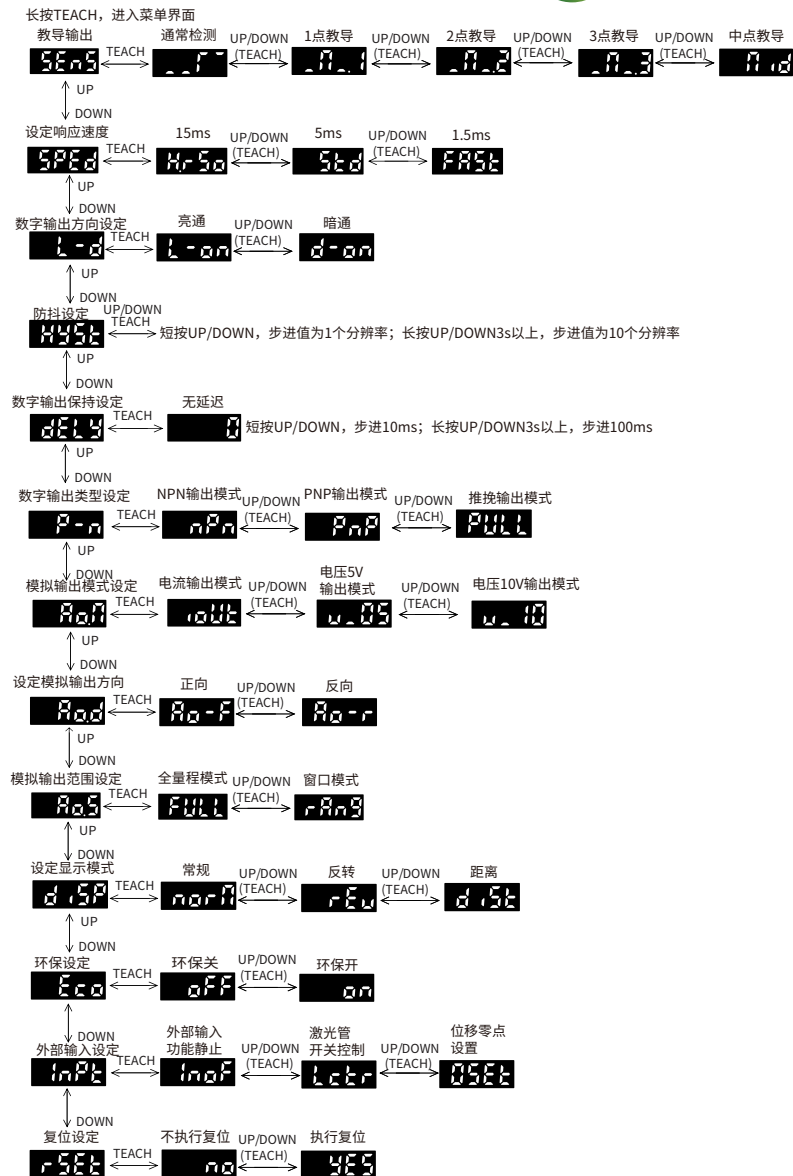 长按TEACH，进入菜单界面
教导输出 通常检测 1点教导 2点教导 3点教导 中点教导
SEnS TEACH UP/DOWN (TEACH) UP/DOWN (TEACH) UP/DOWN (TEACH) UP/DOWN (TEACH)
UP
DOWN
设定响应速度 15ms 5ms 1.5ms
SPEd TEACH H,rSo UP/DOWN (TEACH) Std UP/DOWN (TEACH) FASt
UP
DOWN
数字输出方向设定 亮通 暗通
L-d TEACH L-on UP/DOWN (TEACH) d-on
UP
DOWN
防抖设定
HYSt UP/DOWN TEACH 短按UP/DOWN，步进值为1个分辨率；长按UP/DOWN3s以上，步进值为10个分辨率
UP
DOWN
数字输出保持设定 无延迟
dELY TEACH 0 短按UP/DOWN，步进10ms；长按UP/DOWN3s以上，步进100ms
UP
DOWN
数字输出类型设定 NPN输出模式 PNP输出模式 推挽输出模式
P-n TEACH nPn UP/DOWN (TEACH) PnP UP/DOWN (TEACH) PULL
UP
DOWN
模拟输出模式设定 电流输出模式 电压5V 输出模式 电压10V输出模式
Ao.M TEACH ioUt UP/DOWN (TEACH) v_05 UP/DOWN (TEACH) v_10
UP
DOWN
设定模拟输出方向 正向 反向
Ao.d TEACH Ao-F UP/DOWN (TEACH) Ao-r
UP
DOWN
模拟输出范围设定 全量程模式 窗口模式
Ao.S TEACH FULL UP/DOWN (TEACH) rAng
UP
DOWN
设定显示模式 常规 反转 距离
diSP TEACH norM UP/DOWN (TEACH) rEv UP/DOWN (TEACH) diSt
UP
DOWN
环保设定 环保关 环保开
Eco TEACH oFF UP/DOWN (TEACH) on
DOWN
外部输入设定 外部输入 功能静止 激光管 开关控制 位移零点 设置
InPt TEACH InoF UP/DOWN (TEACH) Lctr UP/DOWN (TEACH) 0SEt
DOWN
复位设定 不执行复位 执行复位
rSEt TEACH no UP/DOWN (TEACH) YES